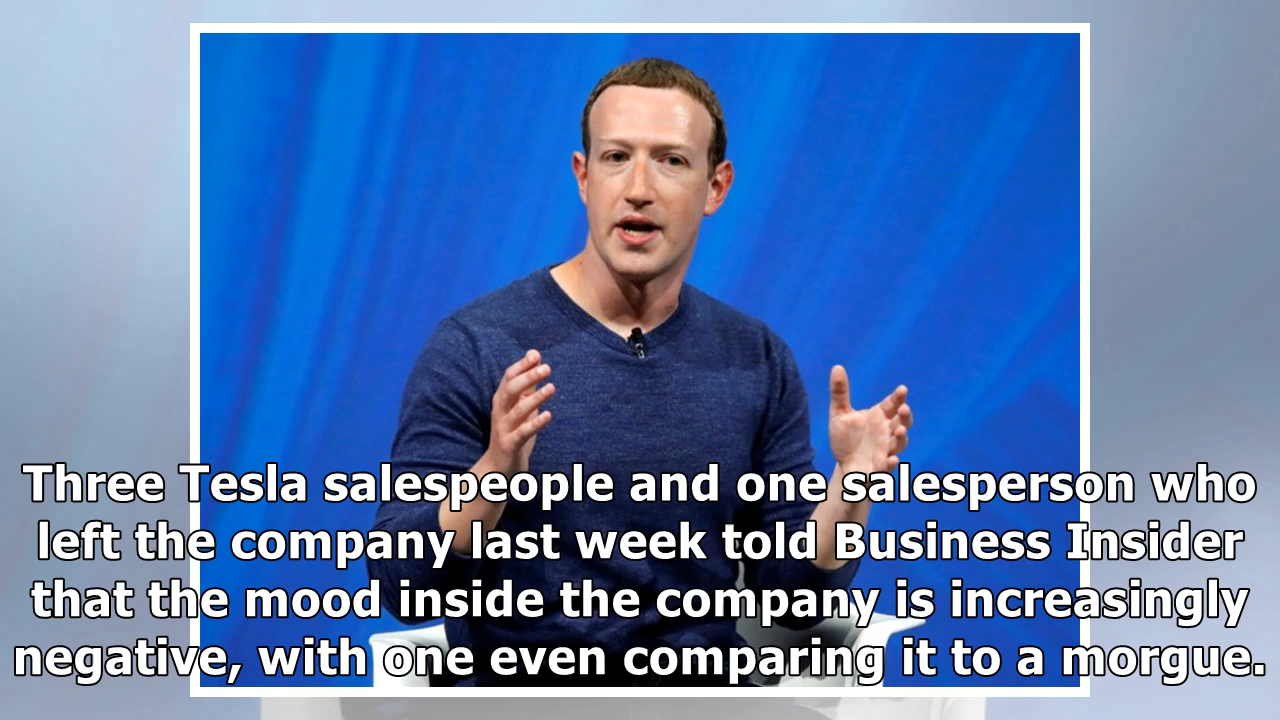 Three Tesla salespeople and one salesperson who
left the company last week told Business Insider
that the mood inside the company is increasingly
negative, with one even comparing it to a morgue.